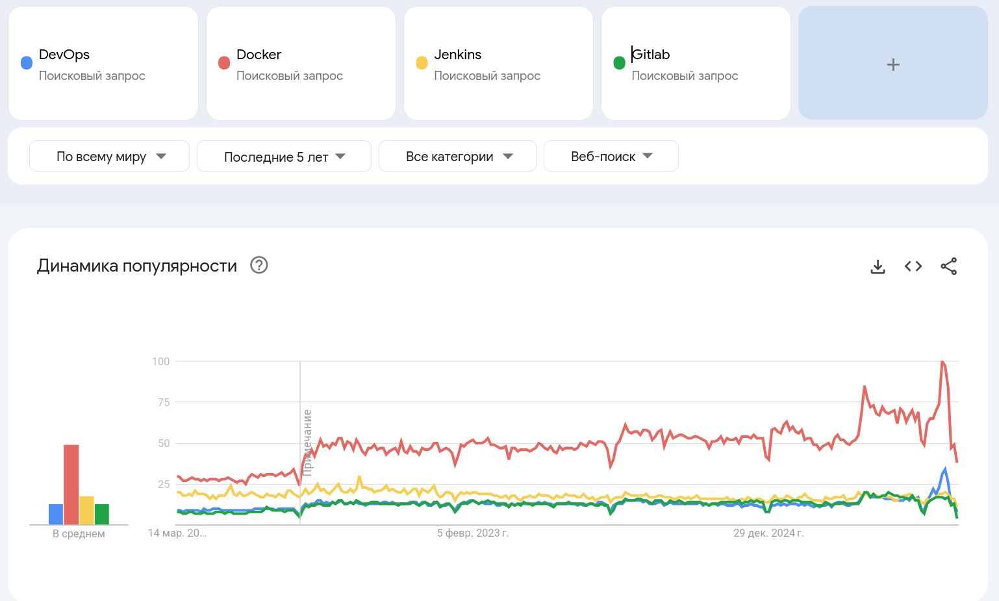 DevOps
Поисковый запрос
Docker
Поисковый запрос
Jenkins
Поисковый запрос
Gitlab
Поисковый запрос
+
По всему миру
Последние 5 лет
Все категории
Веб-поиск
Динамика популярности
?
100
75
50
25
Примечание
В среднем
14 мар. 20...
5 февр. 2023 г.
29 дек. 2024 г.